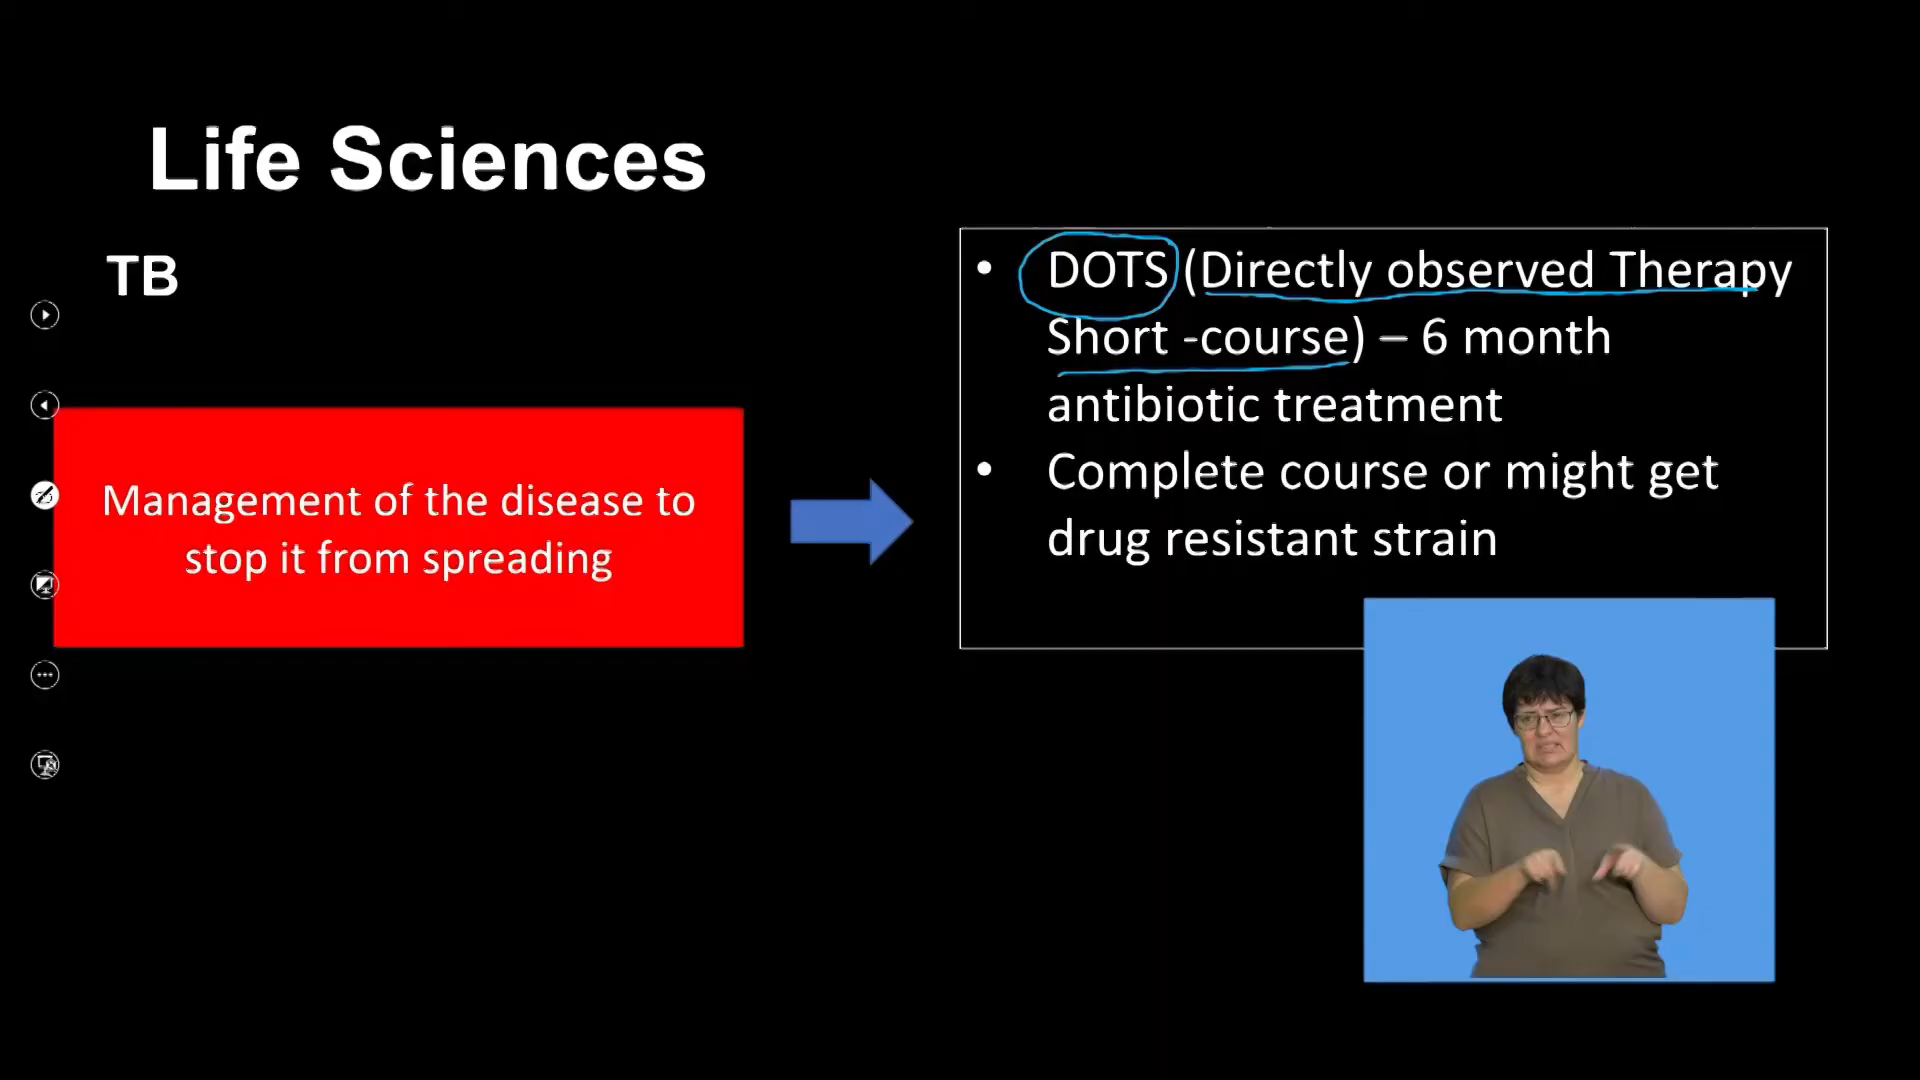 Life Sciences
TB
Management of the disease to
stop it from spreading
• DOTS (Directly observed Therapy
Short -course) – 6 month
antibiotic treatment
• Complete course or might get
drug resistant strain